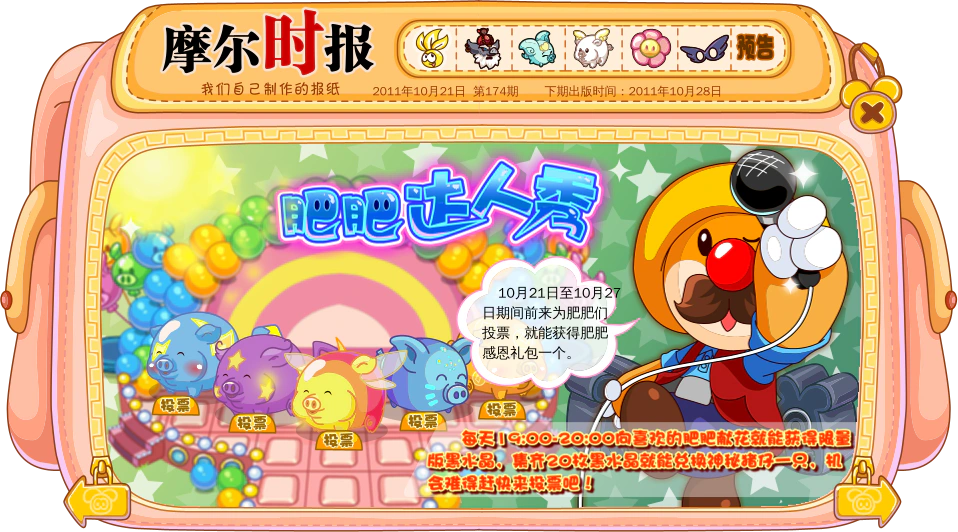 摩尔时报
预告
我们自己制作的报纸
2011年10月21日 第174期 下期出版时间：2011年10月28日
肥肥达人秀
10月21日至10月27
日期间前来为肥肥们
投票，就能获得肥肥
感恩礼包一个。
投票
投票
投票
投票
投票
每天19:00-20:00向喜欢的肥肥献花就能获得限量
版黑水晶，集齐20枚黑水晶就能兑换神秘猪仔一只，机
会难得赶快来投票吧！